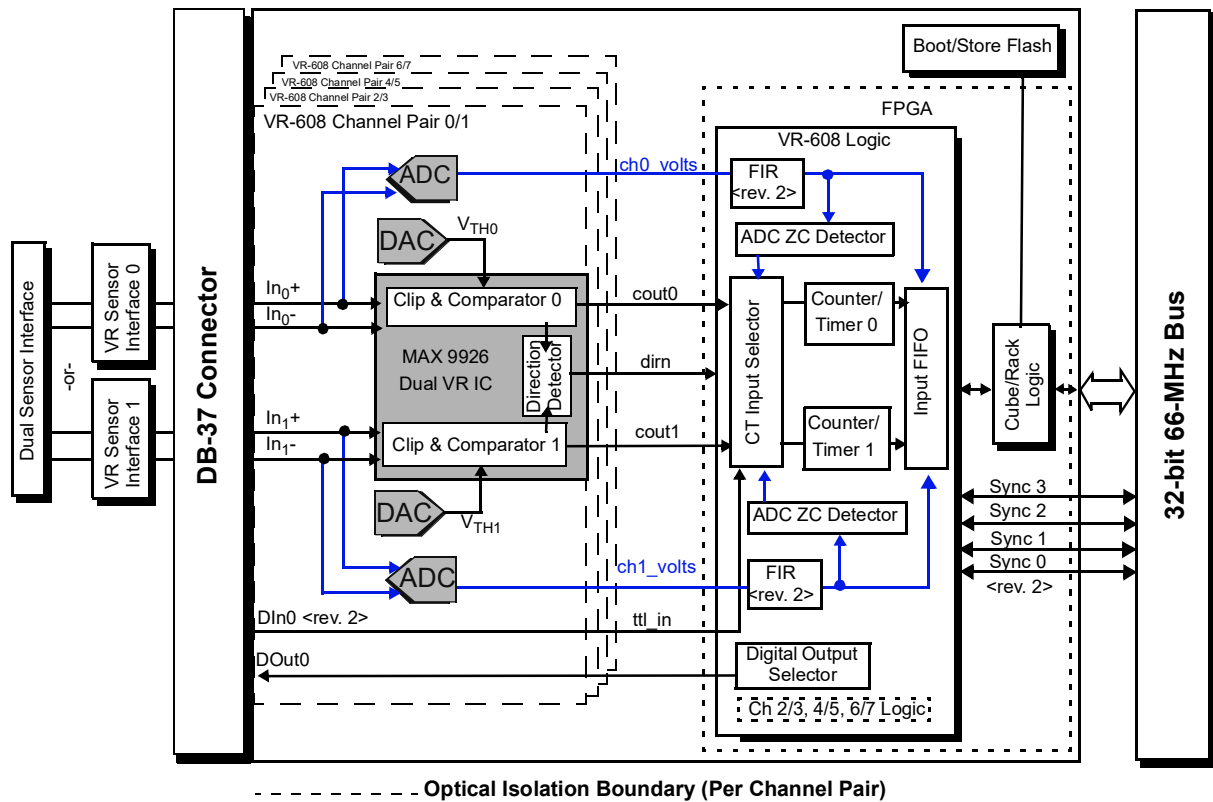 Boot/Store Flash
VR-608 Channel Pair 6/7
VR-608 Channel Pair 4/5
VR-608 Channel Pair 2/3
VR-608 Channel Pair 0/1
FPGA
VR-608 Logic
ADC
ch0_volts
FIR
<rev. 2>
DAC
VTH0
ADC ZC Detector
Dual Sensor Interface
-or-
VR Sensor
Interface 0
VR Sensor
Interface 1
DB-37 Connector
In0+
In0-
Clip & Comparator 0
cout0
MAX 9926
Dual VR IC
Direction
Detector
dirn
In1+
In1-
Clip & Comparator 1
cout1
CT Input Selector
Counter/
Timer 0
Counter/
Timer 1
Input FIFO
Cube/Rack
Logic
32-bit 66-MHz Bus
DAC
VTH1
ADC ZC Detector
Sync 3
Sync 2
Sync 1
Sync 0
<rev. 2>
ADC
ch1_volts
FIR
<rev. 2>
DIn0 <rev. 2>
ttl_in
DOut0
Digital Output
Selector
Ch 2/3, 4/5, 6/7 Logic
Optical Isolation Boundary (Per Channel Pair)